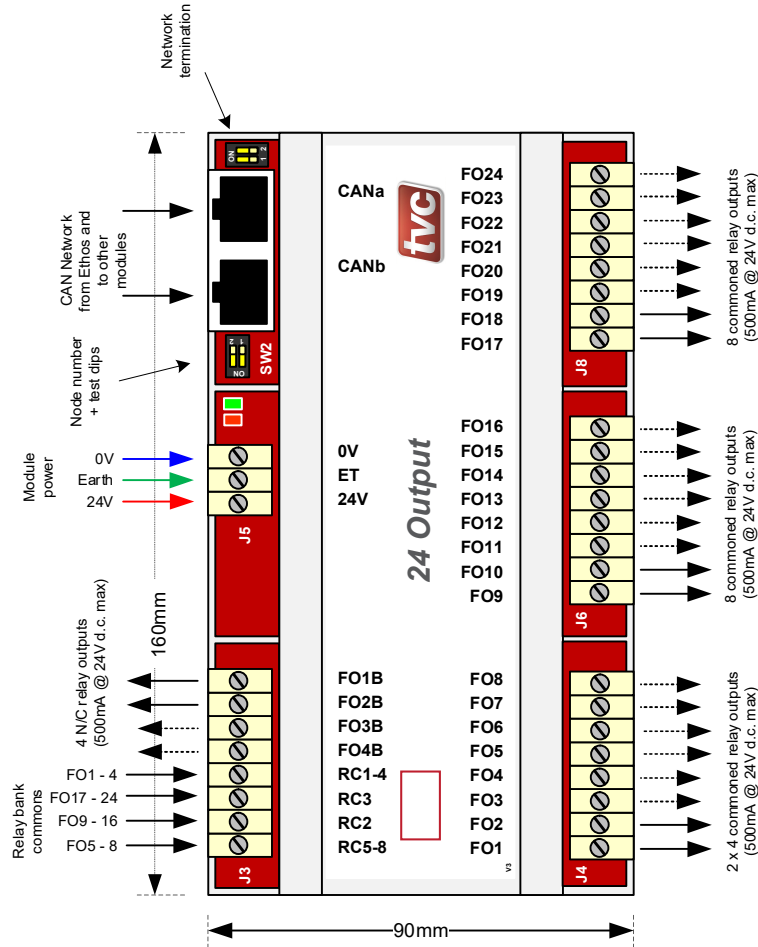 Network
termination
CAN Network
from Ethos and
to other
modules
Node number
+ test dips
Module
power
0V
Earth
24V
160mm
4 N/C relay outputs
(500mA @ 24V d.c. max)
Relay bank
commons
FO1 - 4
FO17 - 24
FO9 - 16
FO5 - 8
ON
1 2
ON
1 2
SW2
J5
J3
CANa
CANb
tvc
0V
ET
24V
24 Output
FO1B
FO2B
FO3B
FO4B
RC1-4
RC3
RC2
RC5-8
v3
FO24
FO23
FO22
FO21
FO20
FO19
FO18
FO17
FO16
FO15
FO14
FO13
FO12
FO11
FO10
FO9
FO8
FO7
FO6
FO5
FO4
FO3
FO2
FO1
J8
J6
J4
8 commoned relay outputs
(500mA @ 24V d.c. max)
8 commoned relay outputs
(500mA @ 24V d.c. max)
2 x 4 commoned relay outputs
(500mA @ 24V d.c. max)
90mm